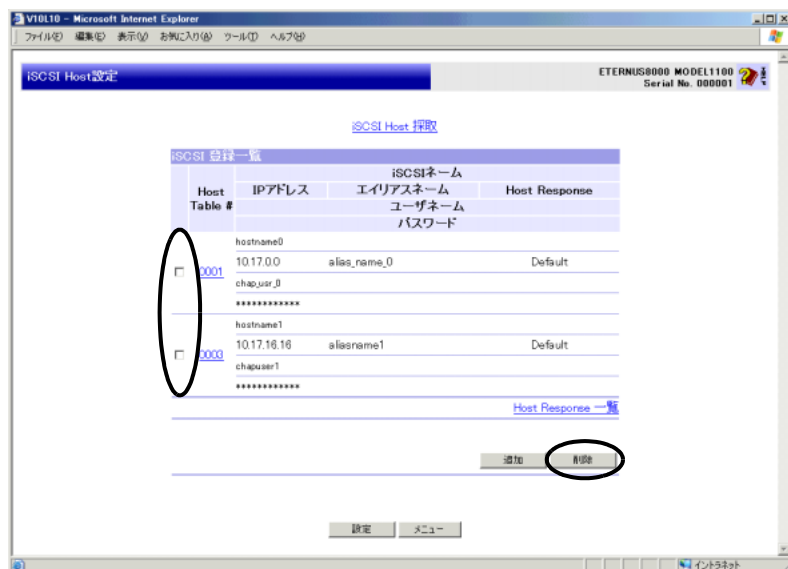 V10L10 - Microsoft Internet Explorer
ファイル(F) 編集(E) 表示(V) お気に入り(A) ツール(T) ヘルプ(H)
iSCSI Host設定
ETERNUS8000 MODEL1100
Serial No. 000001
iSCSI Host 採取
iSCSI 登録一覧
Host Table # IPアドレス iSCSIネーム エイリアスネーム ユーザネーム パスワード Host Response
hostname0
0001 10.17.0.0 alias_name_0 Default
chap_usr_0
************
hostname1
0003 10.17.16.16 aliasname1 Default
chapuser1
************
Host Response 一覧
追加 削除
設定 メニュー
イントラネット